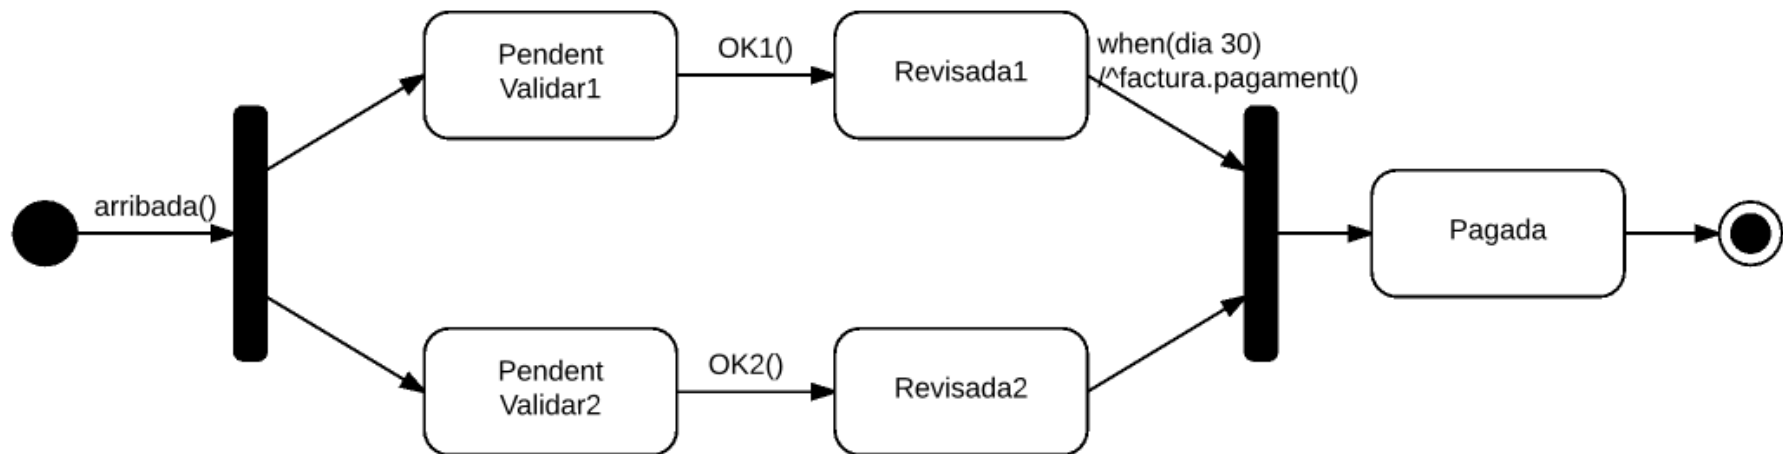 arribada()
Pendent
Validar1
OK1()
Revisada1
when(dia 30)
/^factura.pagament()
Pendent
Validar2
OK2()
Revisada2
Pagada